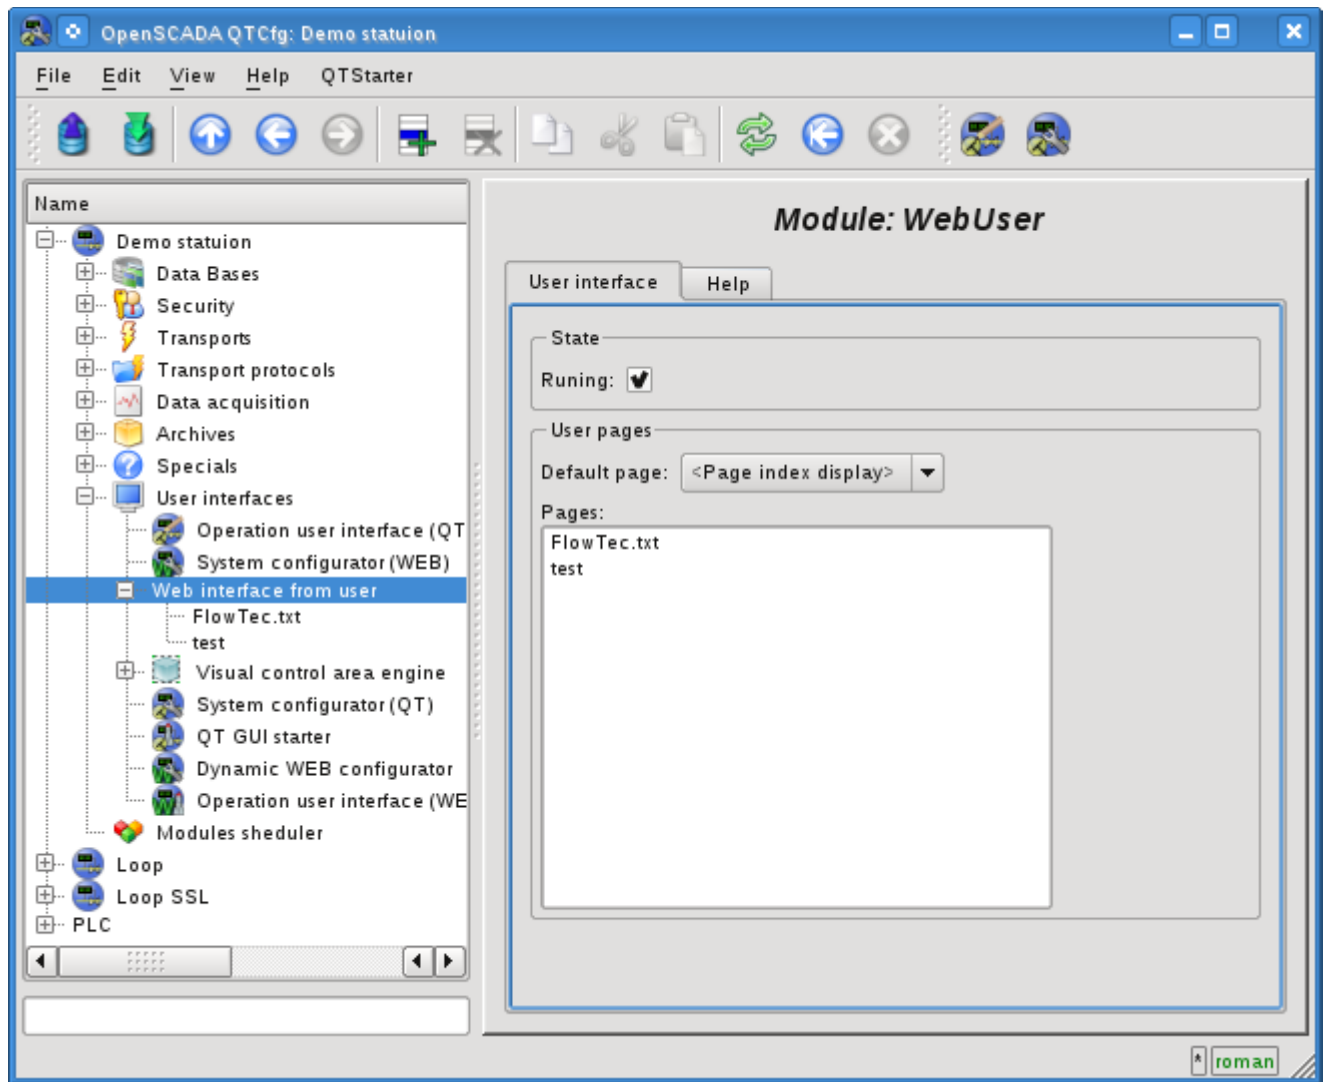 OpenSCADA QTCfg: Demo statuion
File Edit View Help QTStarter
Name
Demo statuion
Data Bases
Security
Transports
Transport protocols
Data acquisition
Archives
Specials
User interfaces
Operation user interface (QT
System configurator (WEB)
Web interface from user
FlowTec.txt
test
Visual control area engine
System configurator (QT)
QT GUI starter
Dynamic WEB configurator
Operation user interface (WE
Modules sheduler
Loop
Loop SSL
PLC
Module: WebUser
User interface Help
State
Runing:
User pages
Default page: <Page index display>
Pages:
FlowTec.txt
test
* roman